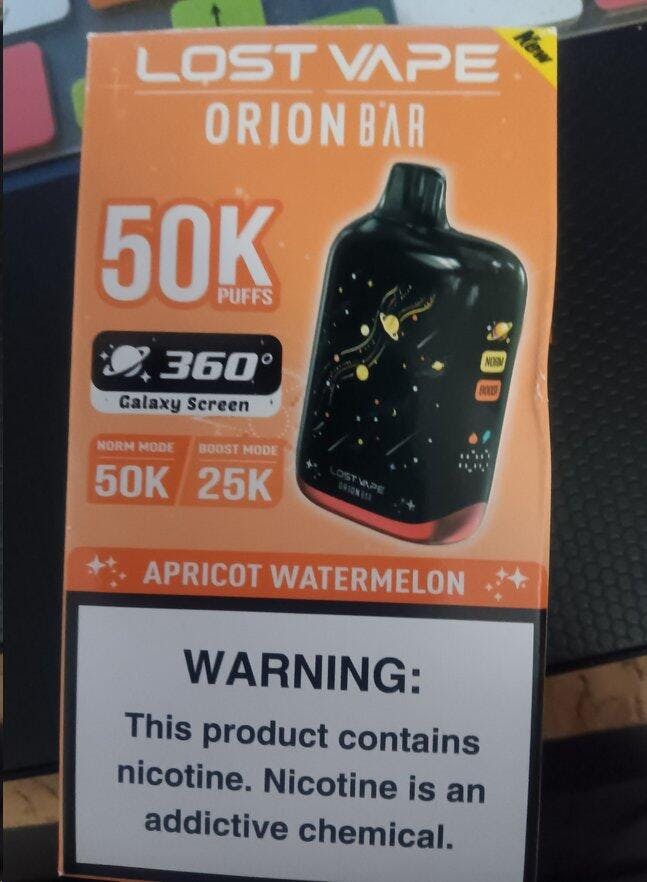 New
LOST VAPE
ORION BAR
50K
PUFFS
360°
Galaxy Screen
NORM MODE BOOST MODE
50K 25K
NORM
BOOST
LOST VAPE
ORION BAR
APRICOT WATERMELON
WARNING:
This product contains
nicotine. Nicotine is an
addictive chemical.